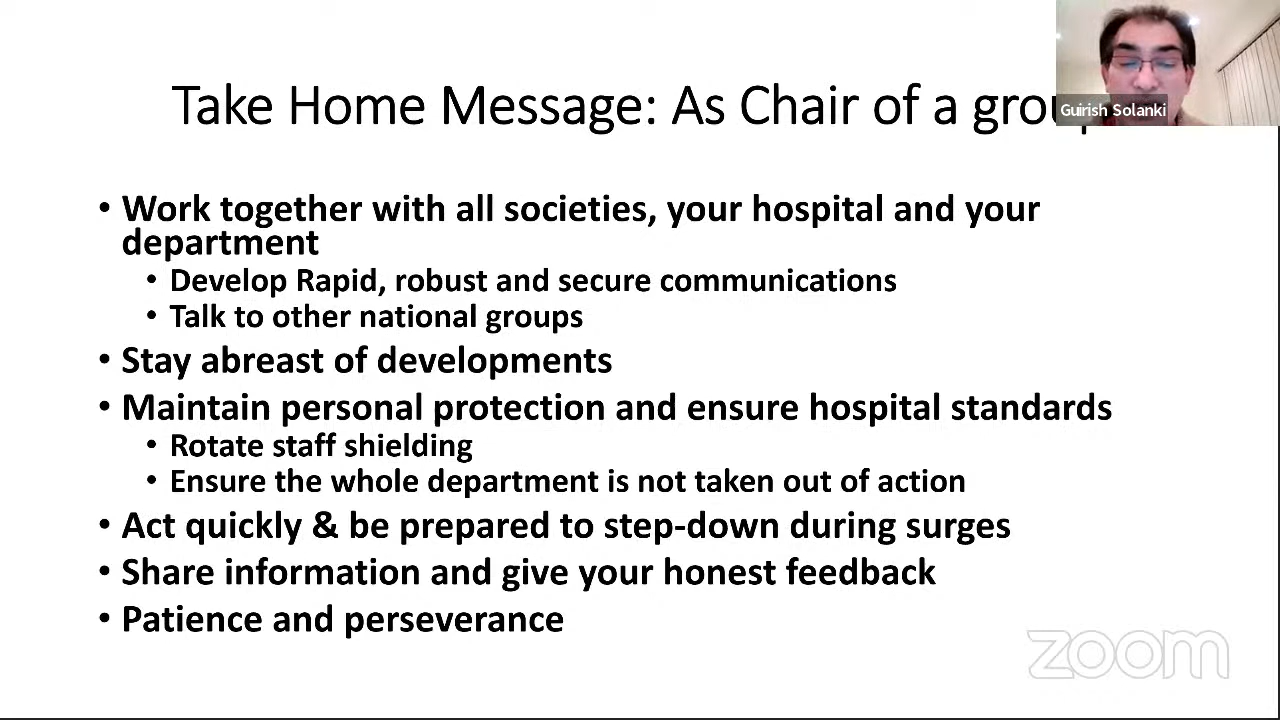 Take Home Message: As Chair of a group
Guirish Solanki
• Work together with all societies, your hospital and your
department
• Develop Rapid, robust and secure communications
• Talk to other national groups
• Stay abreast of developments
• Maintain personal protection and ensure hospital standards
• Rotate staff shielding
• Ensure the whole department is not taken out of action
• Act quickly & be prepared to step-down during surges
• Share information and give your honest feedback
• Patience and perseverance
zoom